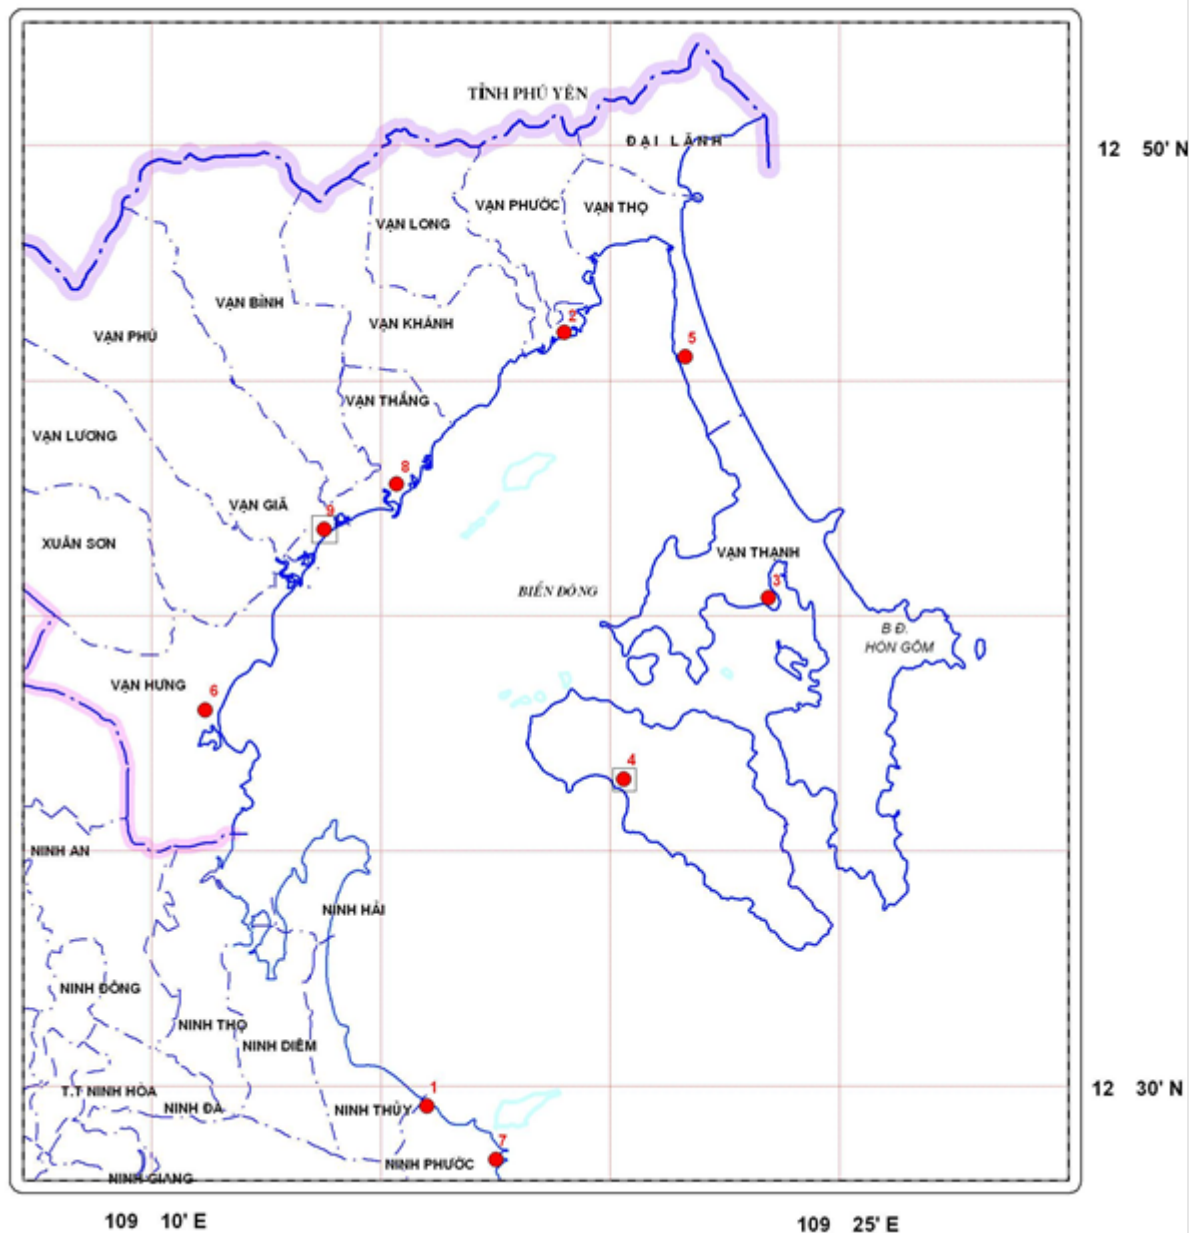 TỈNH PHÚ YÊN
ĐẠI LÃNH
12 50' N
VẠN PHƯỚC
VẠN THỌ
VẠN LONG
VẠN BÌNH
VẠN KHÁNH
2
VẠN PHÚ
5
VẠN THẮNG
VẠN LƯƠNG
8
VẠN GIÃ
9
XUÂN SƠN
VẠN THẠNH
3
BIỂN ĐÔNG
B Đ.
HÒN GỐM
VẠN HƯNG
6
4
NINH AN
NINH HẢI
NINH ĐÔNG
NINH THỌ
NINH DIÊM
T.T NINH HÒA
1
12 30' N
NINH ĐA
NINH THỦY
7
NINH PHƯỚC
NINH GIANG
109 10' E
109 25' E